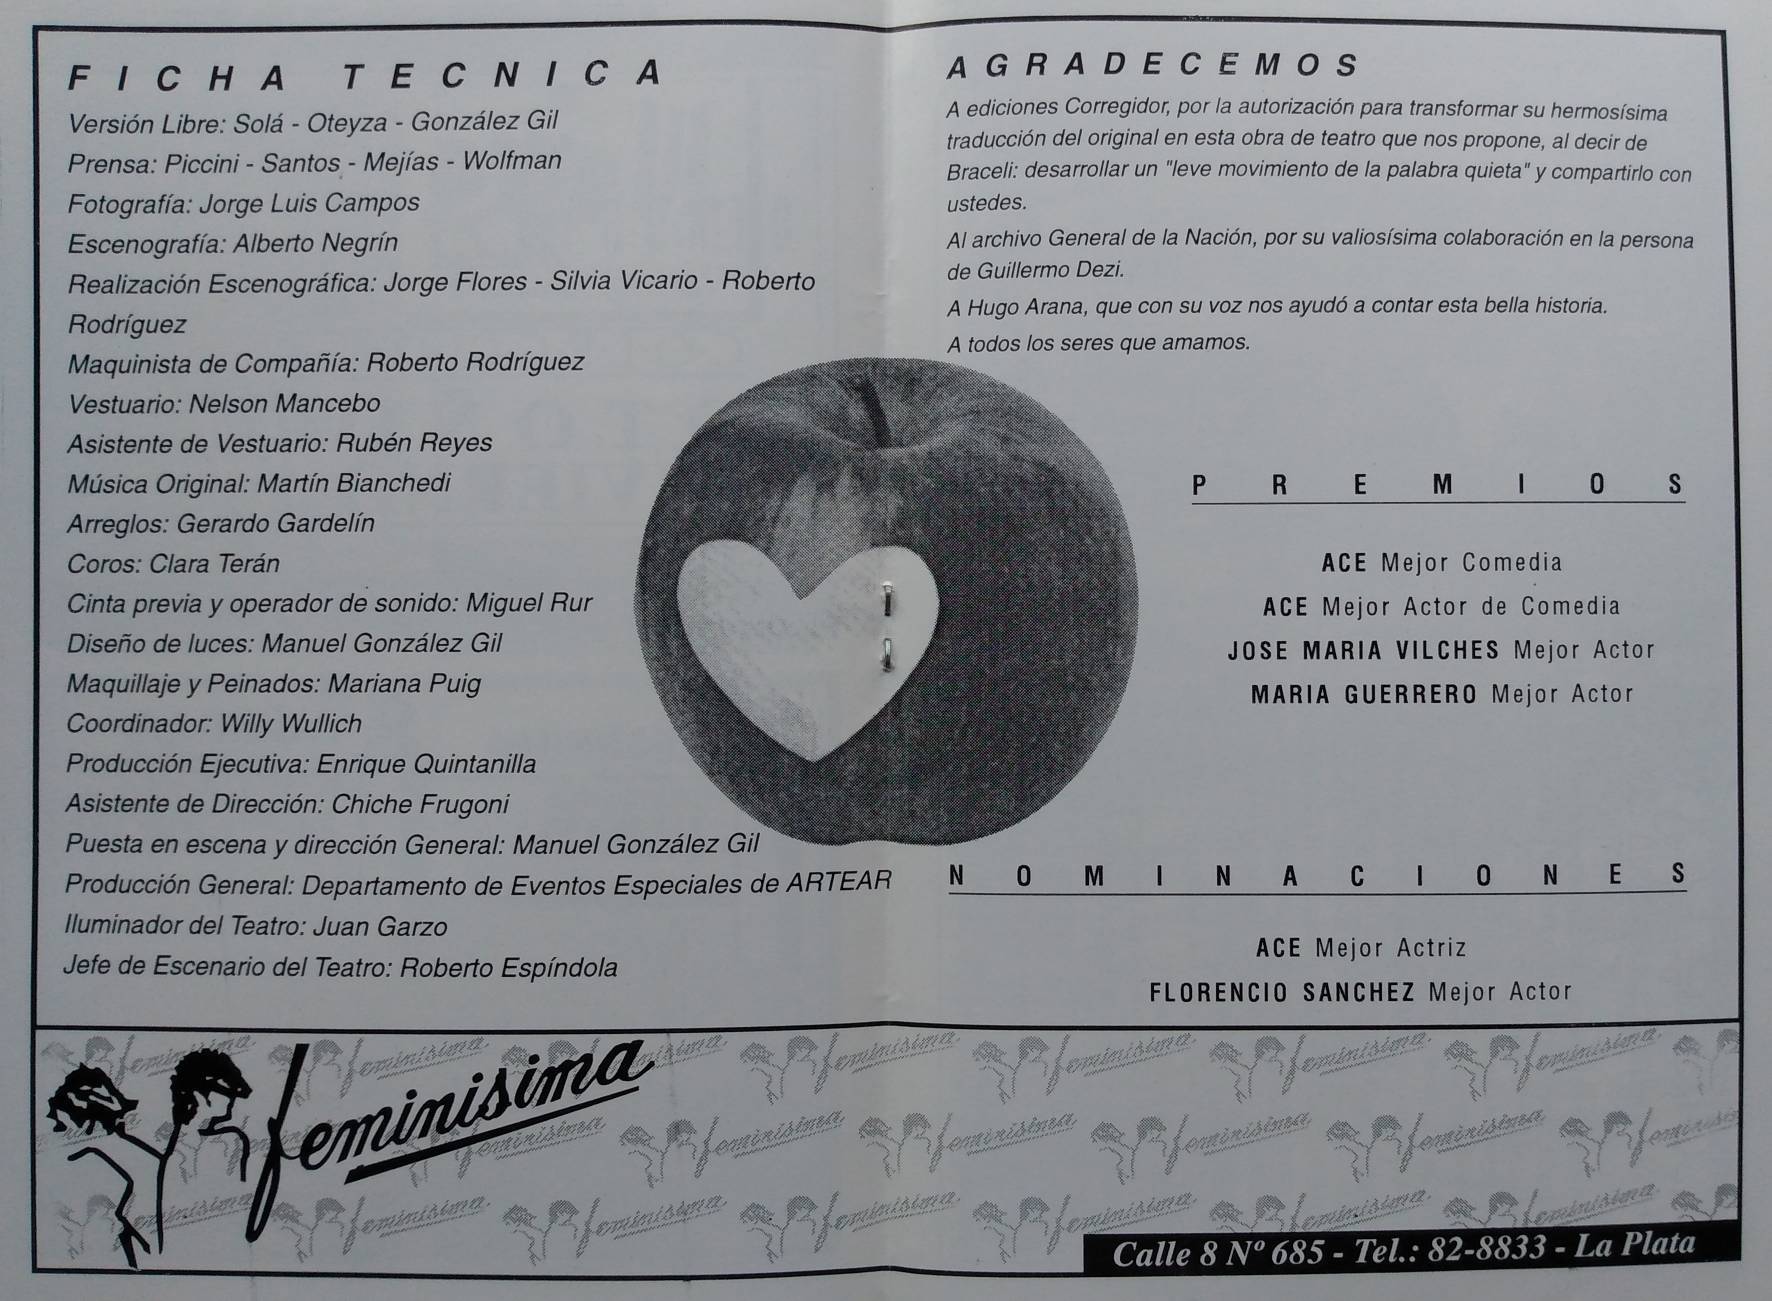 FICHA TECNICA
Versión Libre: Solá - Oteyza - González Gil
Prensa: Piccini - Santos - Mejías - Wolfman
Fotografía: Jorge Luis Campos
Escenografía: Alberto Negrín
Realización Escenográfica: Jorge Flores - Silvia Vicario - Roberto
Rodríguez
Maquinista de Compañía: Roberto Rodríguez
Vestuario: Nelson Mancebo
Asistente de Vestuario: Rubén Reyes
Música Original: Martín Bianchedi
Arreglos: Gerardo Gardelín
Coros: Clara Terán
Cinta previa y operador de sonido: Miguel Rur
Diseño de luces: Manuel González Gil
Maquillaje y Peinados: Mariana Puig
Coordinador: Willy Wullich
Producción Ejecutiva: Enrique Quintanilla
Asistente de Dirección: Chiche Frugoni
Puesta en escena y dirección General: Manuel González Gil
Producción General: Departamento de Eventos Especiales de ARTEAR
Iluminador del Teatro: Juan Garzo
Jefe de Escenario del Teatro: Roberto Espíndola
AGRADECEMOS
A ediciones Corregidor, por la autorización para transformar su hermosísima
traducción del original en esta obra de teatro que nos propone, al decir de
Braceli: desarrollar un "leve movimiento de la palabra quieta" y compartirlo con
ustedes.
Al archivo General de la Nación, por su valiosísima colaboración en la persona
de Guillermo Dezi.
A Hugo Arana, que con su voz nos ayudó a contar esta bella historia.
A todos los seres que amamos.
PREMIOS
ACE Mejor Comedia
ACE Mejor Actor de Comedia
JOSE MARIA VILCHES Mejor Actor
MARIA GUERRERO Mejor Actor
NOMINACIONES
ACE Mejor Actriz
FLORENCIO SANCHEZ Mejor Actor
feminisima
Calle 8 Nº 685 - Tel.: 82-8833 - La Plata